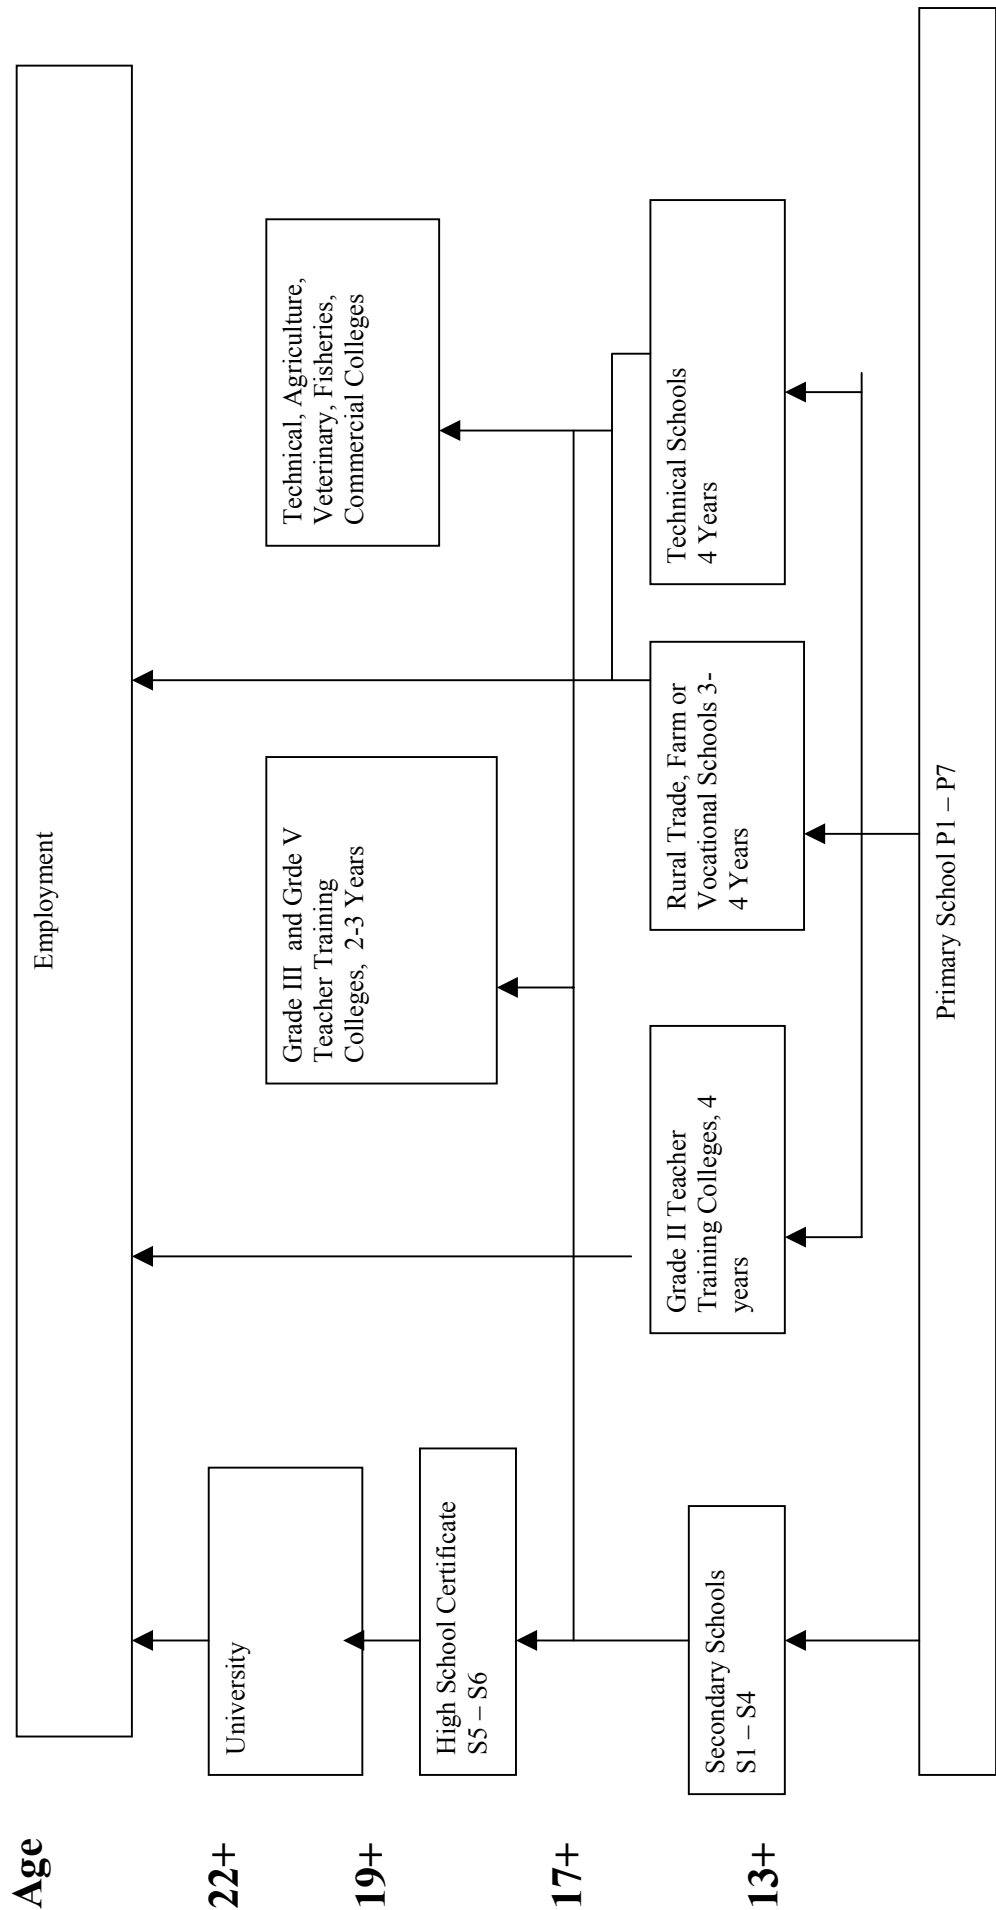 Age
Employment
22+
University
19+
High School Certificate
S5 – S6
Grade III  and Grde V
Teacher Training
Colleges,  2-3 Years
Technical, Agriculture,
Veterinary, Fisheries,
Commercial Colleges
17+
13+
Secondary Schools
S1 – S4
Grade II Teacher
Training Colleges, 4
years
Rural Trade, Farm or
Vocational Schools 3-
4 Years
Technical Schools
4 Years
Primary School P1 – P7